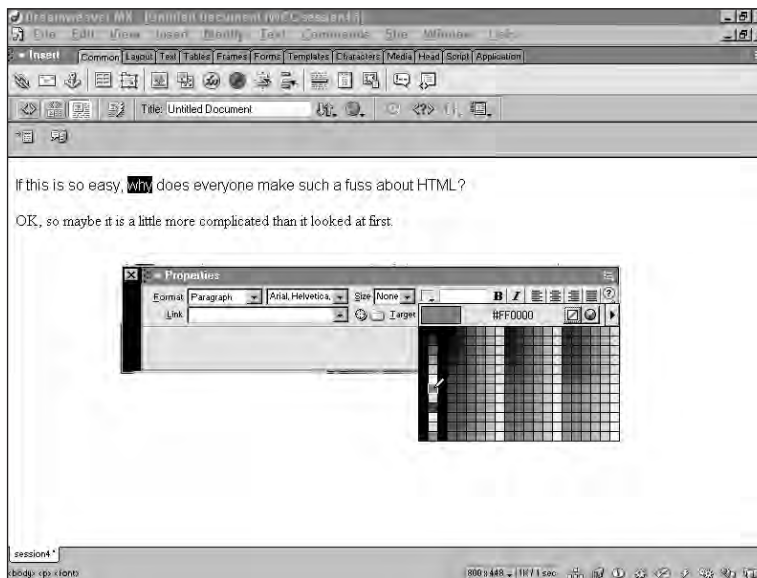 Dreamweaver MX - [Untitled Document (WCC/session4*)]
File Edit View Insert Modify Text Commands Site Window Help
Insert Common Layout Text Tables Frames Forms Templates Characters Media Head Script Application
Title: Untitled Document
If this is so easy, why does everyone make such a fuss about HTML?
OK, so maybe it is a little more complicated than it looked at first.
Properties
Format Paragraph Arial, Helvetica, Size None B I
Link Target #FF0000
session4*
<body> <p> <font> 800 x 448 1K / 1 sec